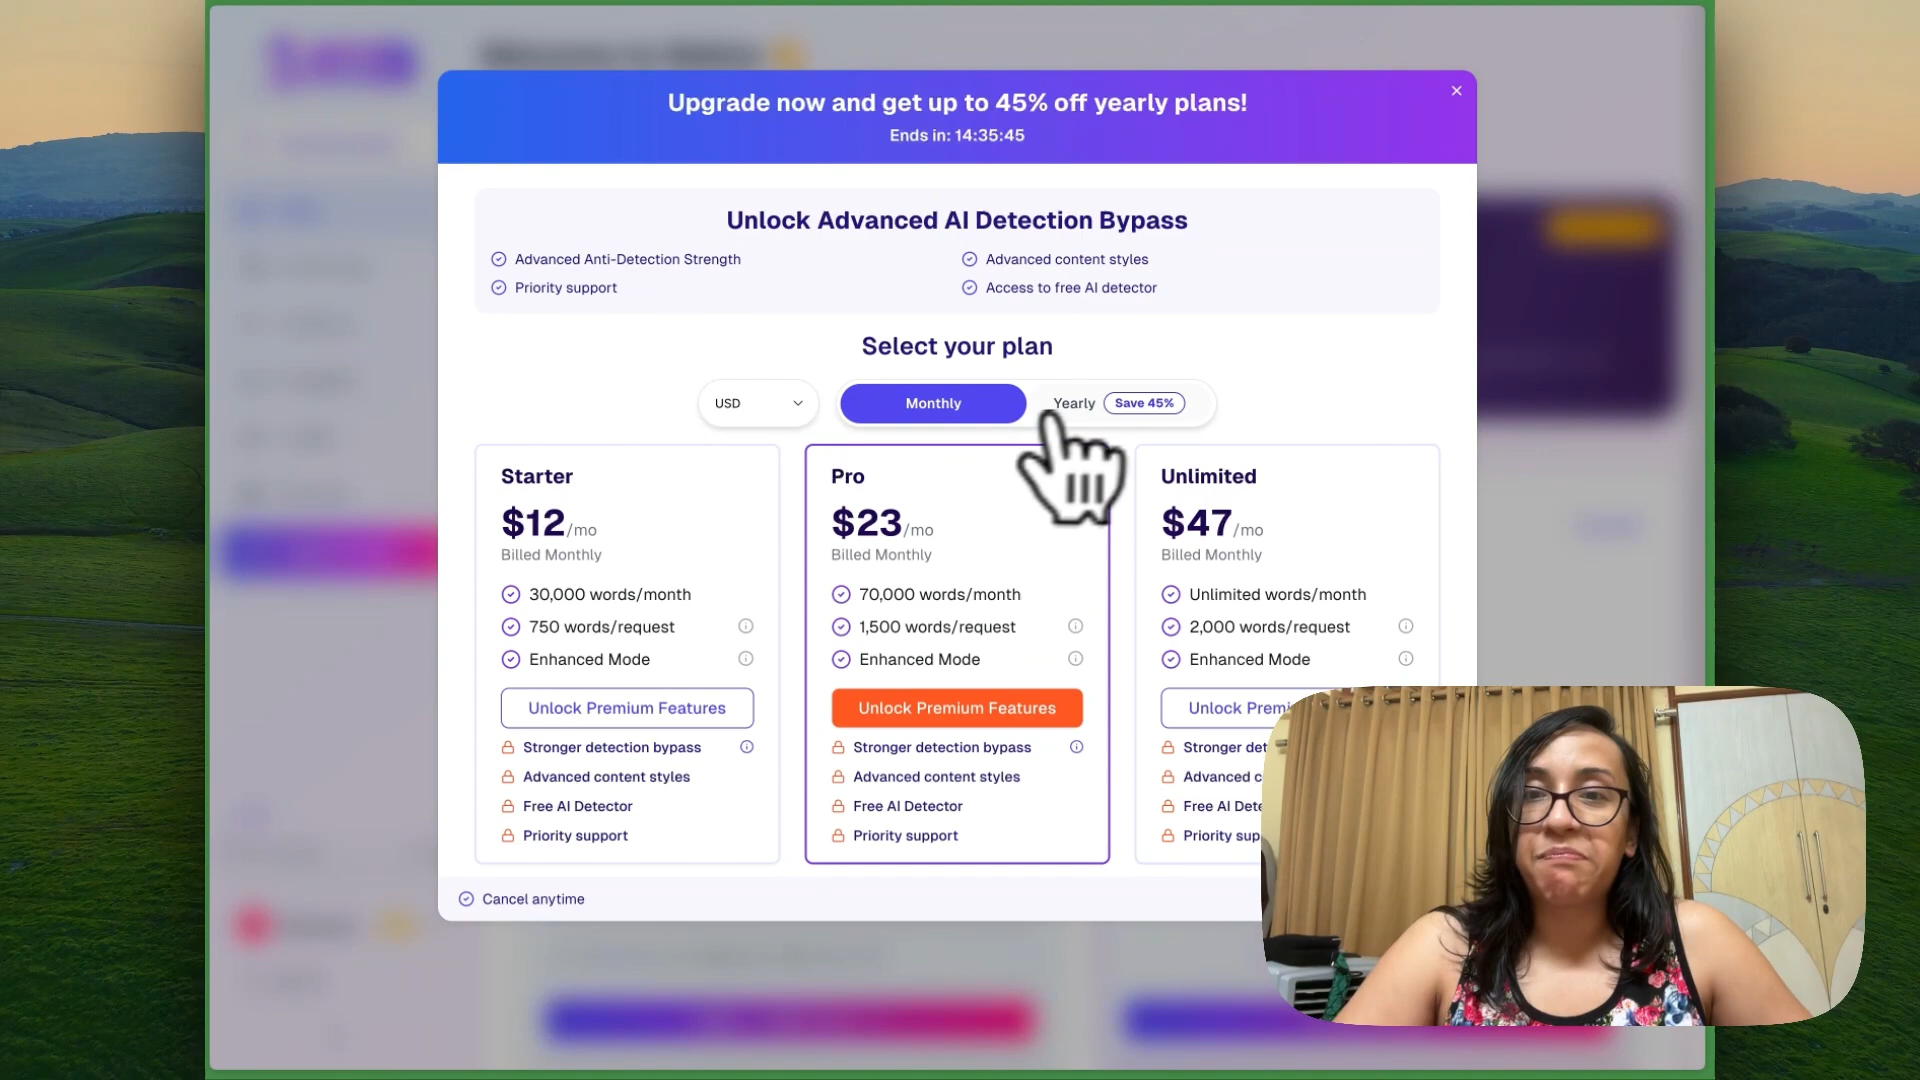 Upgrade now and get up to 45% off yearly plans!
Ends in: 14:35:45
Unlock Advanced AI Detection Bypass
Advanced Anti-Detection Strength
Advanced content styles
Priority support
Access to free AI detector
Select your plan
USD
Monthly
Yearly
Save 45%
Starter
$12/mo
Billed Monthly
30,000 words/month
750 words/request
Enhanced Mode
Unlock Premium Features
Stronger detection bypass
Advanced content styles
Free AI Detector
Priority support
Pro
$23/mo
Billed Monthly
70,000 words/month
1,500 words/request
Enhanced Mode
Unlock Premium Features
Stronger detection bypass
Advanced content styles
Free AI Detector
Priority support
Unlimited
$47/mo
Billed Monthly
Unlimited words/month
2,000 words/request
Enhanced Mode
Unlock
Stronger
Free AI
Cancel anytime